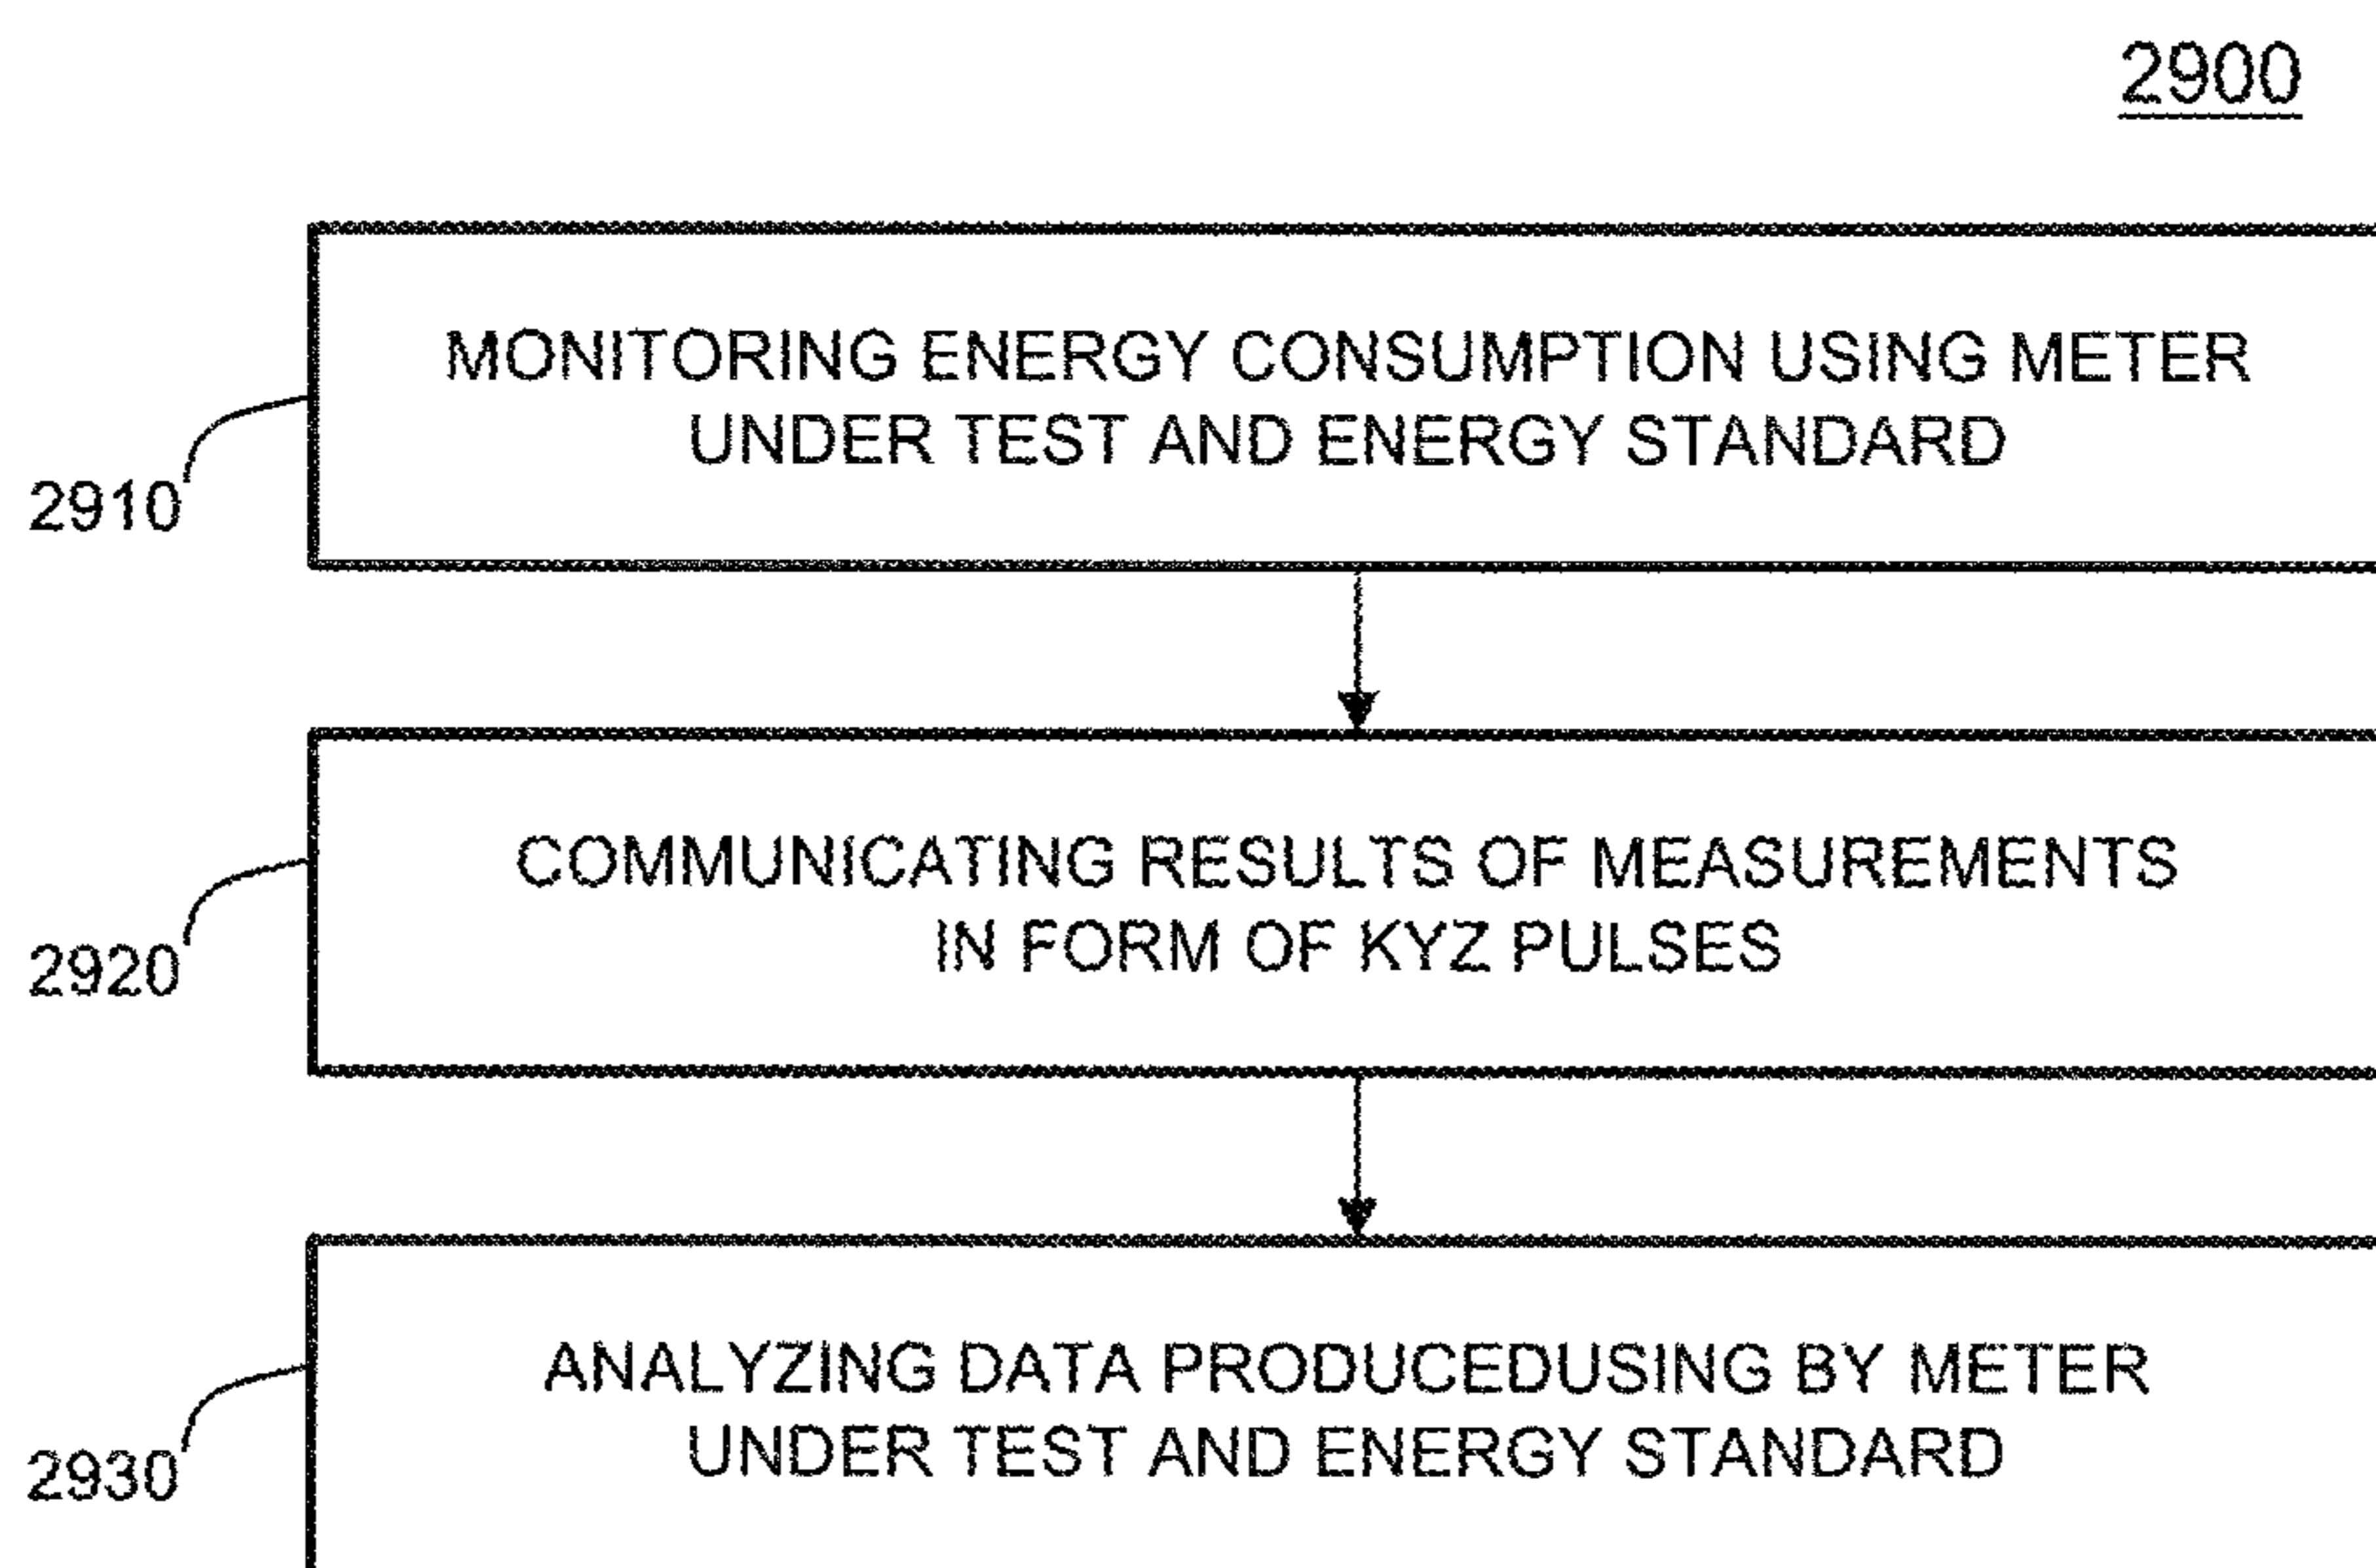 2900
MONITORING ENERGY CONSUMPTION USING METER
UNDER TEST AND ENERGY STANDARD
2910
COMMUNICATING RESULTS OF MEASUREMENTS
IN FORM OF KYZ PULSES
2920
ANALYZING DATA PRODUCEDUSING BY METER
UNDER TEST AND ENERGY STANDARD
2930